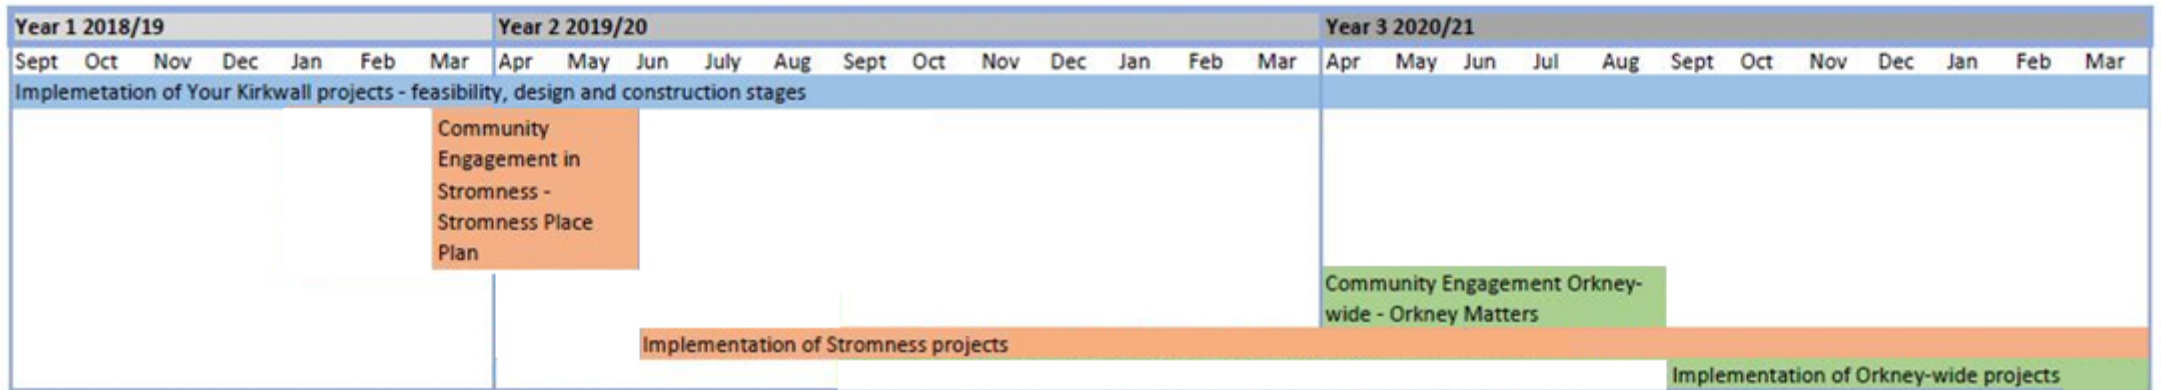 Year 1 2018/19 Year 2 2019/20 Year 3 2020/21
Sept Oct Nov Dec Jan Feb Mar Apr May Jun July Aug Sept Oct Nov Dec Jan Feb Mar Apr May Jun Jul Aug Sept Oct Nov Dec Jan Feb Mar
Implemetation of Your Kirkwall projects - feasibility, design and construction stages
Community
Engagement in
Stromness -
Stromness Place
Plan
Community Engagement Orkney-
wide - Orkney Matters
Implementation of Stromness projects
Implementation of Orkney-wide projects